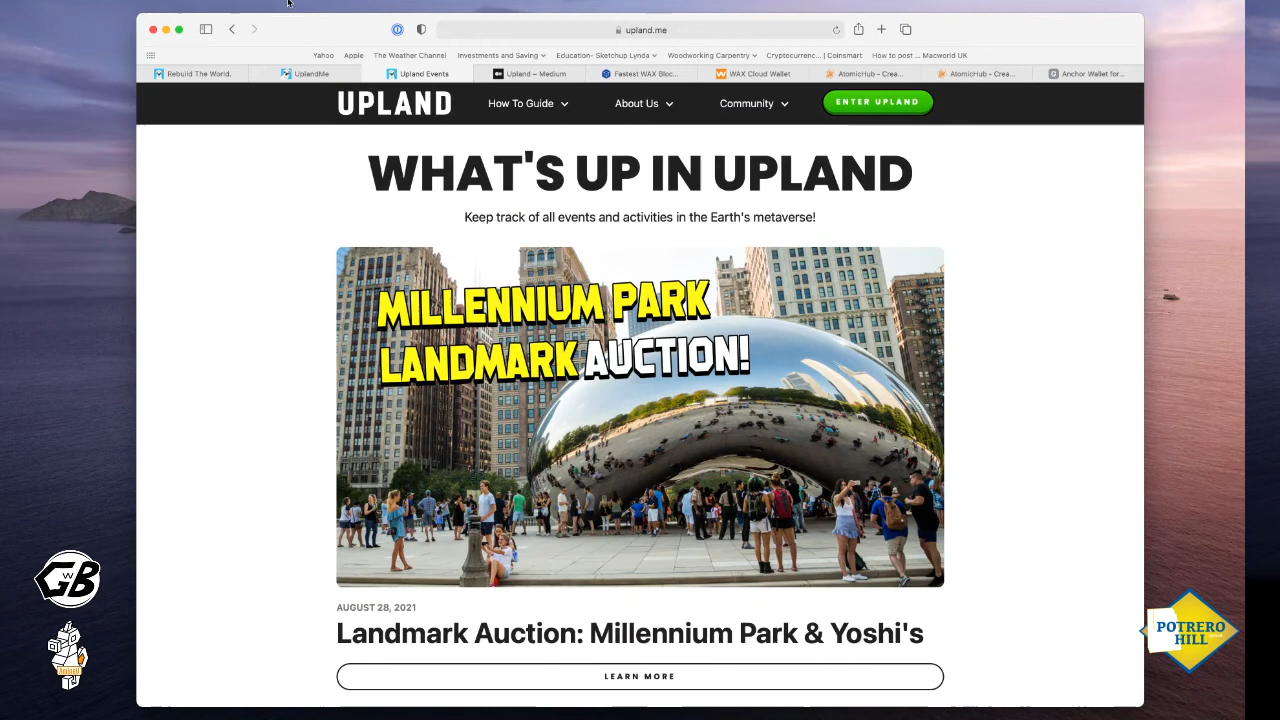 upland.me
Yahoo Apple The Weather Channel Investments and Saving Education- Sketchup Lynda Woodworking Carpentry Cryptocurrenc... | Coinsmart How to post ... Macworld UK
Rebuild The World. UplandMe Upland Events Upland – Medium Fastest WAX Bloc... WAX Cloud Wallet AtomicHub - Crea... AtomicHub - Crea... Anchor Wallet for...
UPLAND How To Guide About Us Community ENTER UPLAND
WHAT'S UP IN UPLAND
Keep track of all events and activities in the Earth's metaverse!
MILLENNIUM PARK
LANDMARK AUCTION!
AUGUST 28, 2021
Landmark Auction: Millennium Park & Yoshi's
LEARN MORE
GWB
POTRERO
HILL